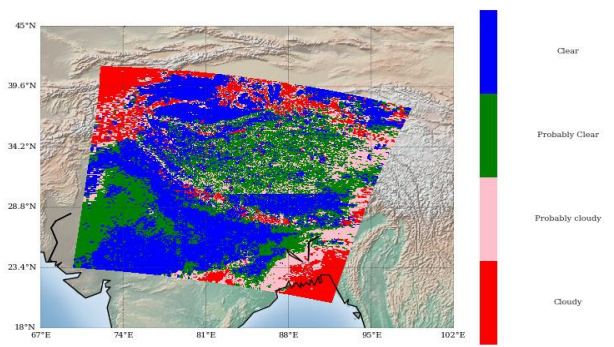 45°N
39.6°N
34.2°N
28.8°N
23.4°N
18°N
67°E 74°E 81°E 88°E 95°E 102°E
Clear
Probably Clear
Probably cloudy
Cloudy